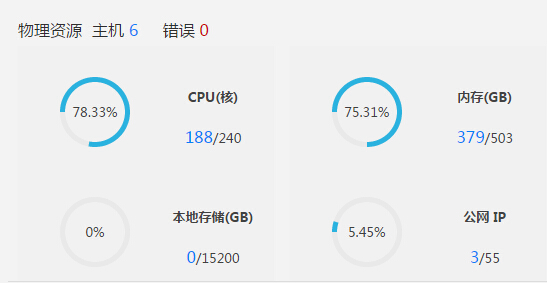 物理资源 主机 6 错误 0
78.33%
CPU(核)
188/240
75.31%
内存(GB)
379/503
0%
本地存储(GB)
0/15200
5.45%
公网 IP
3/55